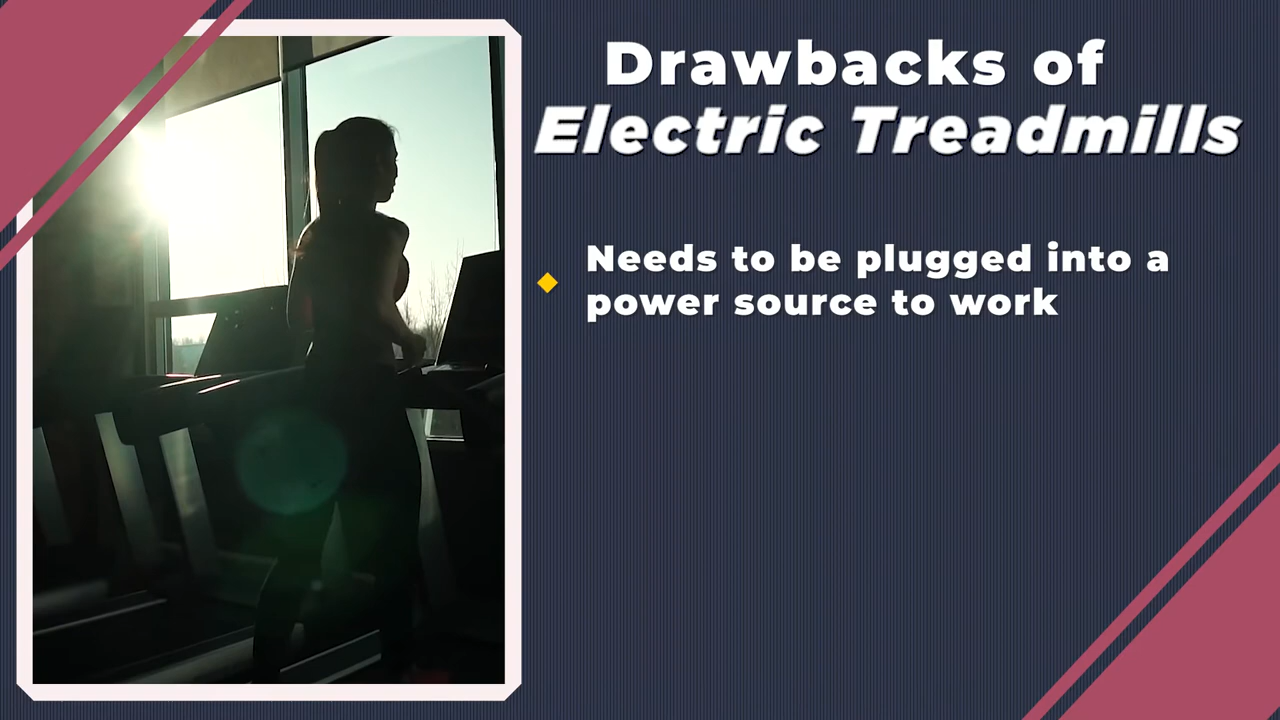 Drawbacks of
Electric Treadmills
Needs to be plugged into a
power source to work